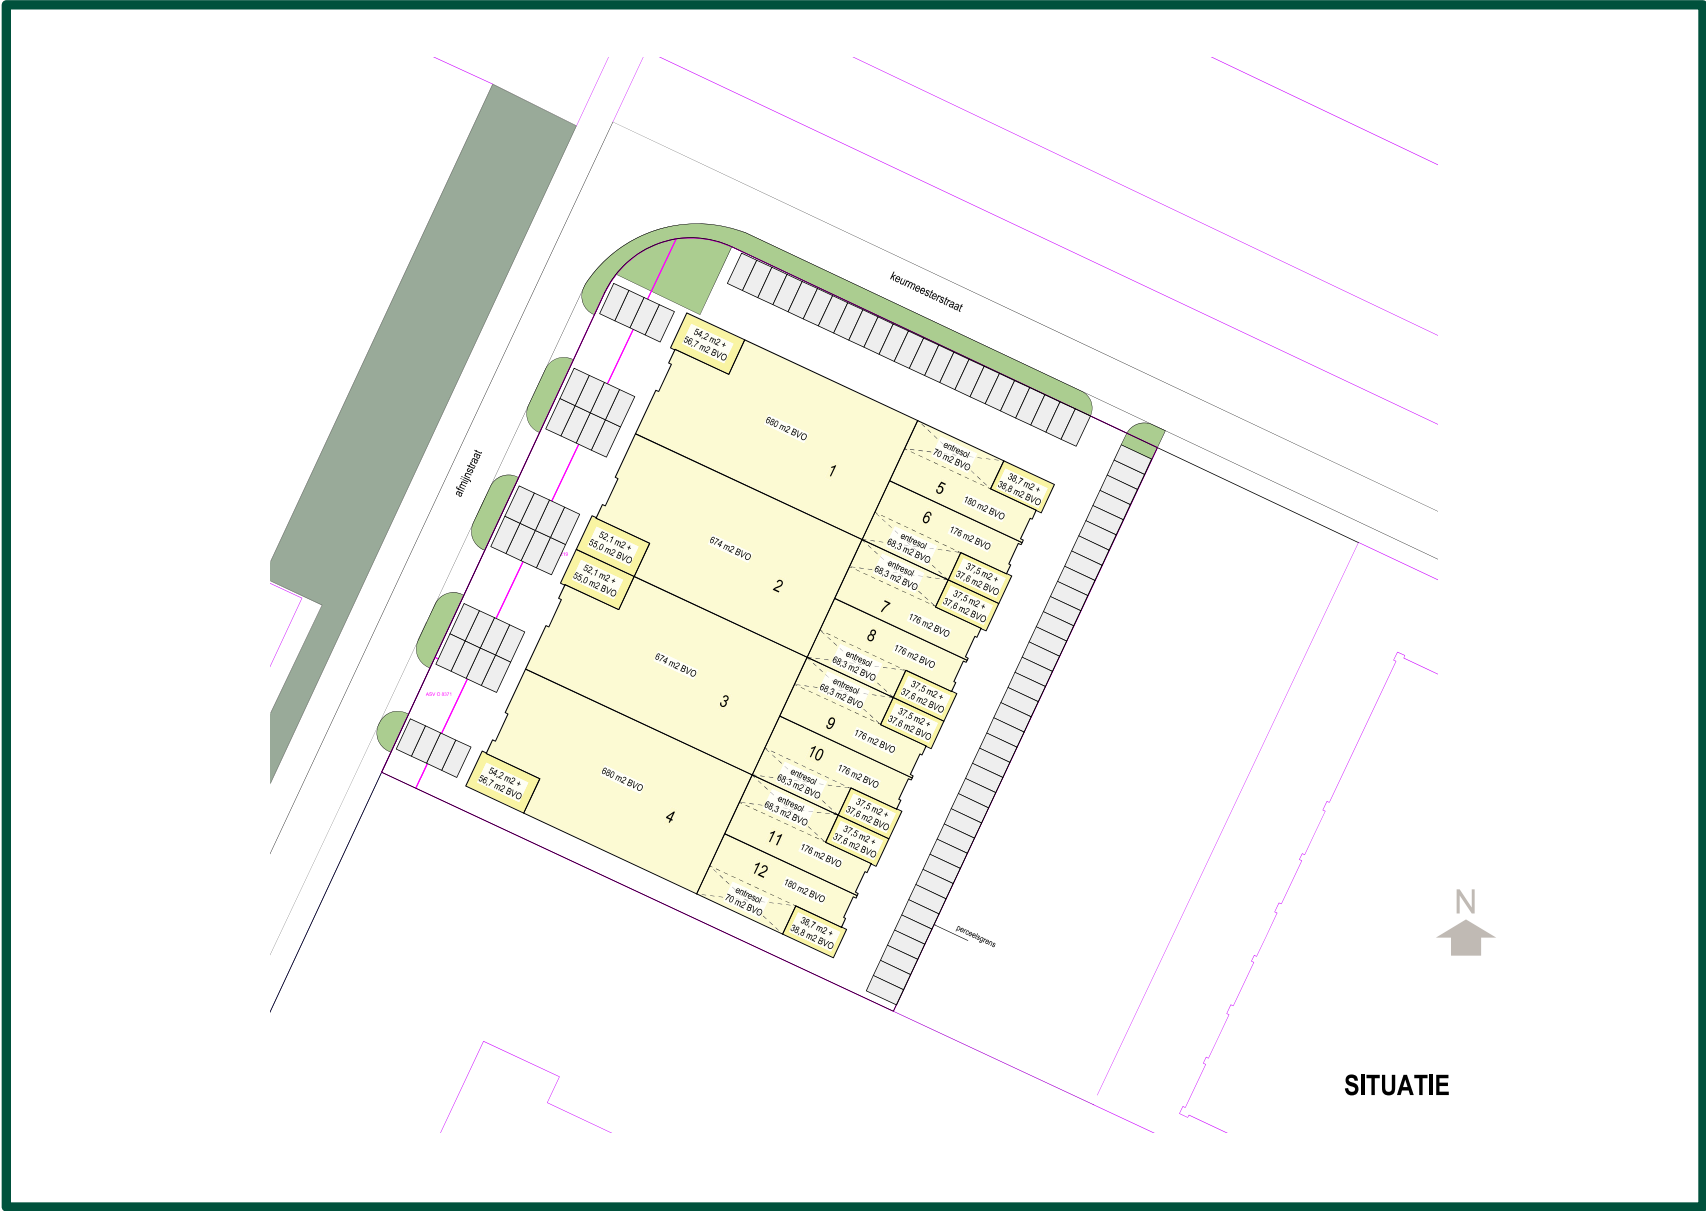 keurmeesterstraat
afmijnstraat
54,2 m2 +
56,7 m2 BVO
680 m2 BVO
1
entresol
70 m2 BVO
38,7 m2 +
38,8 m2 BVO
5
180 m2 BVO
6
176 m2 BVO
entresol
68,3 m2 BVO
37,5 m2 +
37,6 m2 BVO
674 m2 BVO
2
52,1 m2 +
55,0 m2 BVO
52,1 m2 +
55,0 m2 BVO
entresol
68,3 m2 BVO
37,5 m2 +
37,6 m2 BVO
7
176 m2 BVO
8
176 m2 BVO
entresol
68,3 m2 BVO
37,5 m2 +
37,6 m2 BVO
674 m2 BVO
3
entresol
68,3 m2 BVO
37,5 m2 +
37,6 m2 BVO
9
176 m2 BVO
10
176 m2 BVO
entresol
68,3 m2 BVO
37,5 m2 +
37,6 m2 BVO
54,2 m2 +
56,7 m2 BVO
680 m2 BVO
4
entresol
68,3 m2 BVO
37,5 m2 +
37,6 m2 BVO
11
176 m2 BVO
12
180 m2 BVO
entresol
70 m2 BVO
38,7 m2 +
38,8 m2 BVO
perceelsgrens
N
SITUATIE